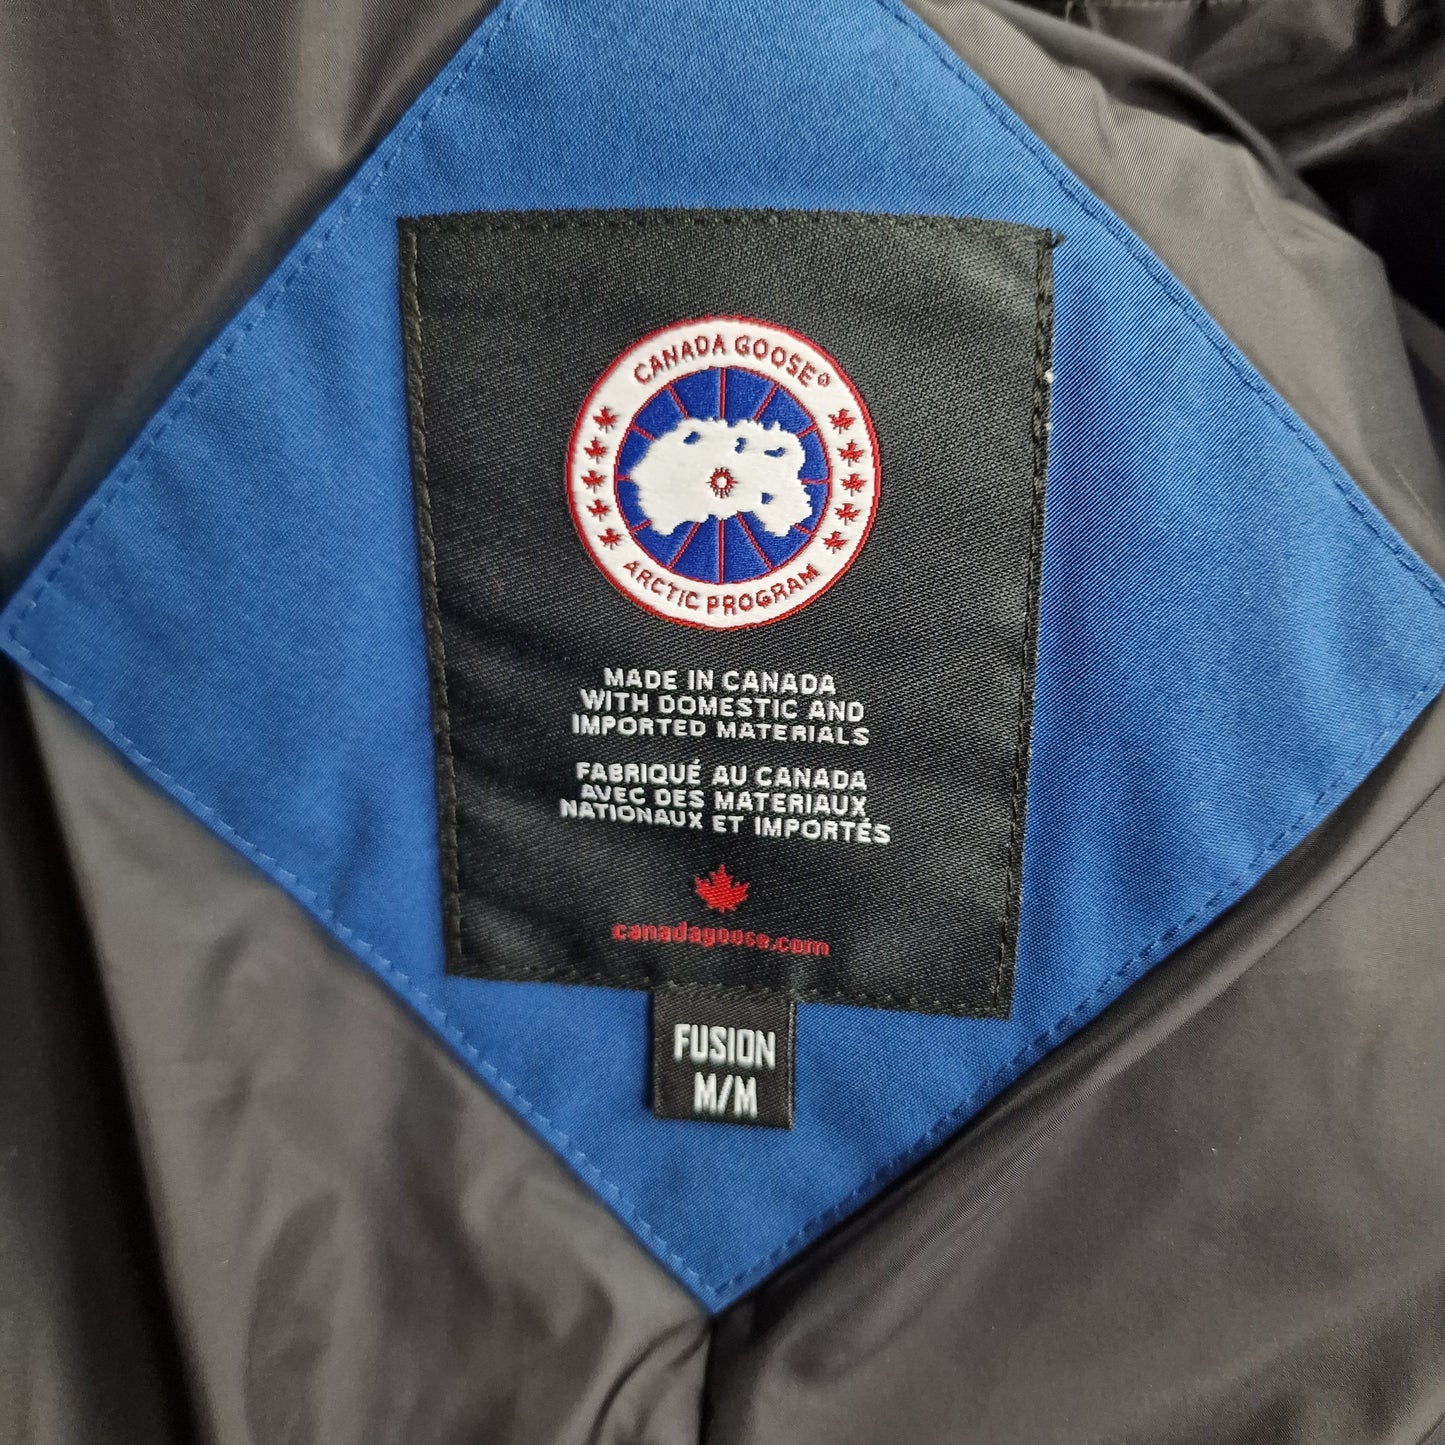 CANADA GOOSE®
ARCTIC PROGRAM
MADE IN CANADA
WITH DOMESTIC AND
IMPORTED MATERIALS
FABRIQUÉ AU CANADA
AVEC DES MATERIAUX
NATIONAUX ET IMPORTÉS
canadagoose.com
FUSION
M/M